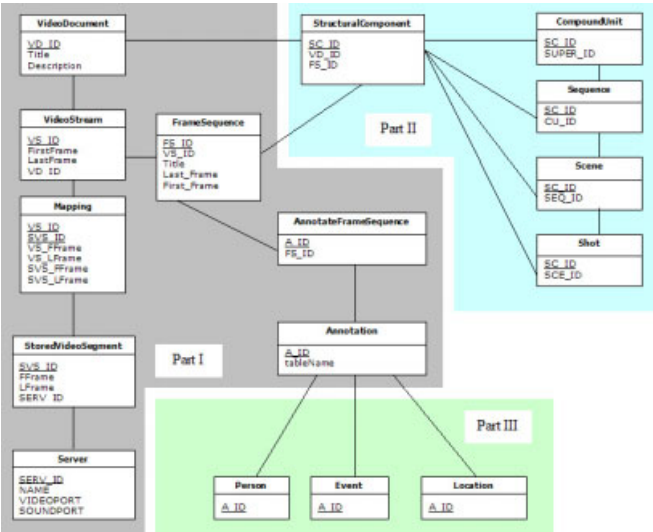 VideoDocument
VD_ID
Title
Description
StructuralComponent
SC_ID
VD_ID
FS_ID
CompoundUnit
SC_ID
SUPER_ID
Sequence
SC_ID
CU_ID
Scene
SC_ID
SEQ_ID
Shot
SC_ID
SCE_ID
Part II
VideoStream
VS_ID
FirstFrame
LastFrame
VD_ID
FrameSequence
FS_ID
VS_ID
Title
Last_Frame
First_Frame
Mapping
VS_ID
SVS_ID
VS_FFrame
VS_LFrame
SVS_FFrame
SVS_LFrame
AnnotateFrameSequence
A_ID
FS_ID
Annotation
A_ID
tableName
StoredVideoSegment
SVS_ID
FFrame
LFrame
SERV_ID
Part I
Server
SERV_ID
NAME
VIDEOPORT
SOUNDPORT
Part III
Person
A_ID
Event
A_ID
Location
A_ID